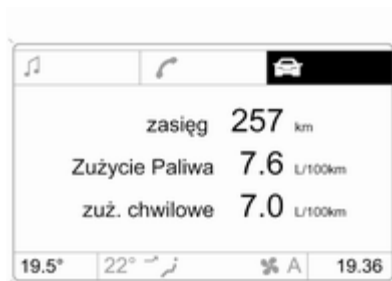 zasięg 257 km
Zużycie Paliwa 7.6 L/100km
zuż. chwilowe 7.0 L/100km
19.5° 22° A 19.36